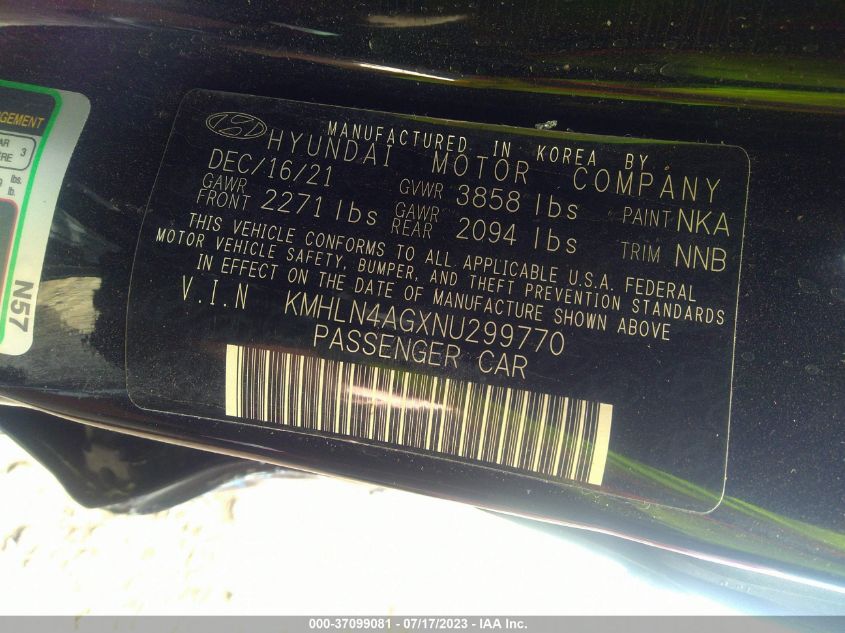 MANUFACTURED IN KOREA BY
HYUNDAI MOTOR COMPANY
DEC/16/21 GVWR 3858 lbs PAINT NKA
GAWR FRONT 2271 lbs GAWR REAR 2094 lbs TRIM NNB
THIS VEHICLE CONFORMS TO ALL APPLICABLE U.S.A. FEDERAL
MOTOR VEHICLE SAFETY, BUMPER, AND THEFT PREVENTION STANDARDS
IN EFFECT ON THE DATE OF MANUFACTURE SHOWN ABOVE
V.I.N KMHLN4AGXNU299770
PASSENGER CAR
3
lbs.
lb.
N57
000-37099081 - 07/17/2023 - IAA Inc.